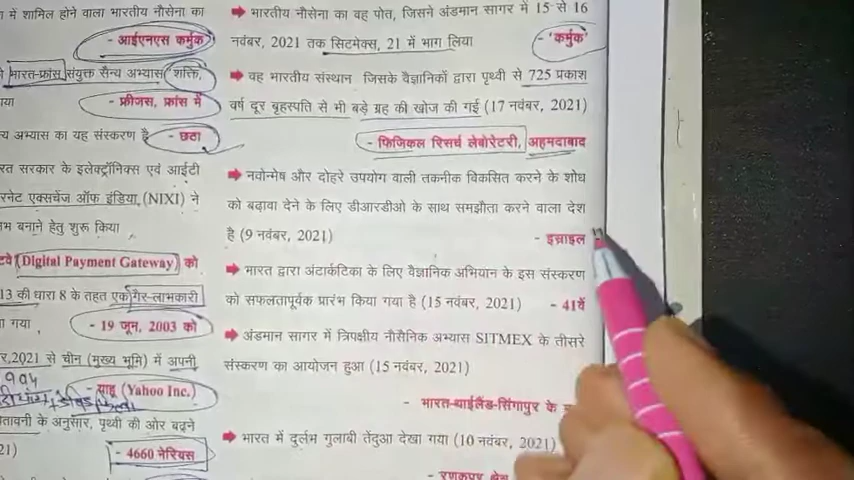 में शामिल होने वाला भारतीय नौसेना का
- आईएनएस कर्मुक
भारत-फ्रांस संयुक्त सैन्य अभ्यास शक्ति,
- फ्रीजस, फ्रांस में
अभ्यास का यह संस्करण है
- छठा
सरकार के इलेक्ट्रॉनिक्स एवं आईटी
एक्सचेंज ऑफ इंडिया (NIXI) ने
बनाने हेतु शुरू किया
(Digital Payment Gateway) को
13 की धारा 8 के तहत एक गैर-लाभकारी
गया
- 19 जून, 2003 को
2021 से चीन (मुख्य भूमि) में अपनी
- याहू (Yahoo Inc.)
के अनुसार, पृथ्वी की ओर बढ़ने
21)
- 4660 नेरियस
भारतीय नौसेना का वह पोत, जिसने अंडमान सागर में 15 से 16
नवंबर, 2021 तक सिटमेक्स, 21 में भाग लिया
- 'कर्मुक'
वह भारतीय संस्थान जिसके वैज्ञानिकों द्वारा पृथ्वी से 725 प्रकाश
वर्ष दूर बृहस्पति से भी बड़े ग्रह की खोज की गई (17 नवंबर, 2021)
- फिजिकल रिसर्च लेबोरेटरी, अहमदाबाद
नवोन्मेष और दोहरे उपयोग वाली तकनीक विकसित करने के शोध
को बढ़ावा देने के लिए डीआरडीओ के साथ समझौता करने वाला देश
है (9 नवंबर, 2021)
- इस्राइल
भारत द्वारा अंटार्कटिका के लिए वैज्ञानिक अभियान के इस संस्करण
को सफलतापूर्वक प्रारंभ किया गया है (15 नवंबर, 2021)
- 41वें
अंडमान सागर में त्रिपक्षीय नौसैनिक अभ्यास SITMEX के तीसरे
संस्करण का आयोजन हुआ (15 नवंबर, 2021)
- भारत-थाईलैंड-सिंगापुर के
भारत में दुर्लभ गुलाबी तेंदुआ देखा गया (10 नवंबर, 2021)
- रणकपुर